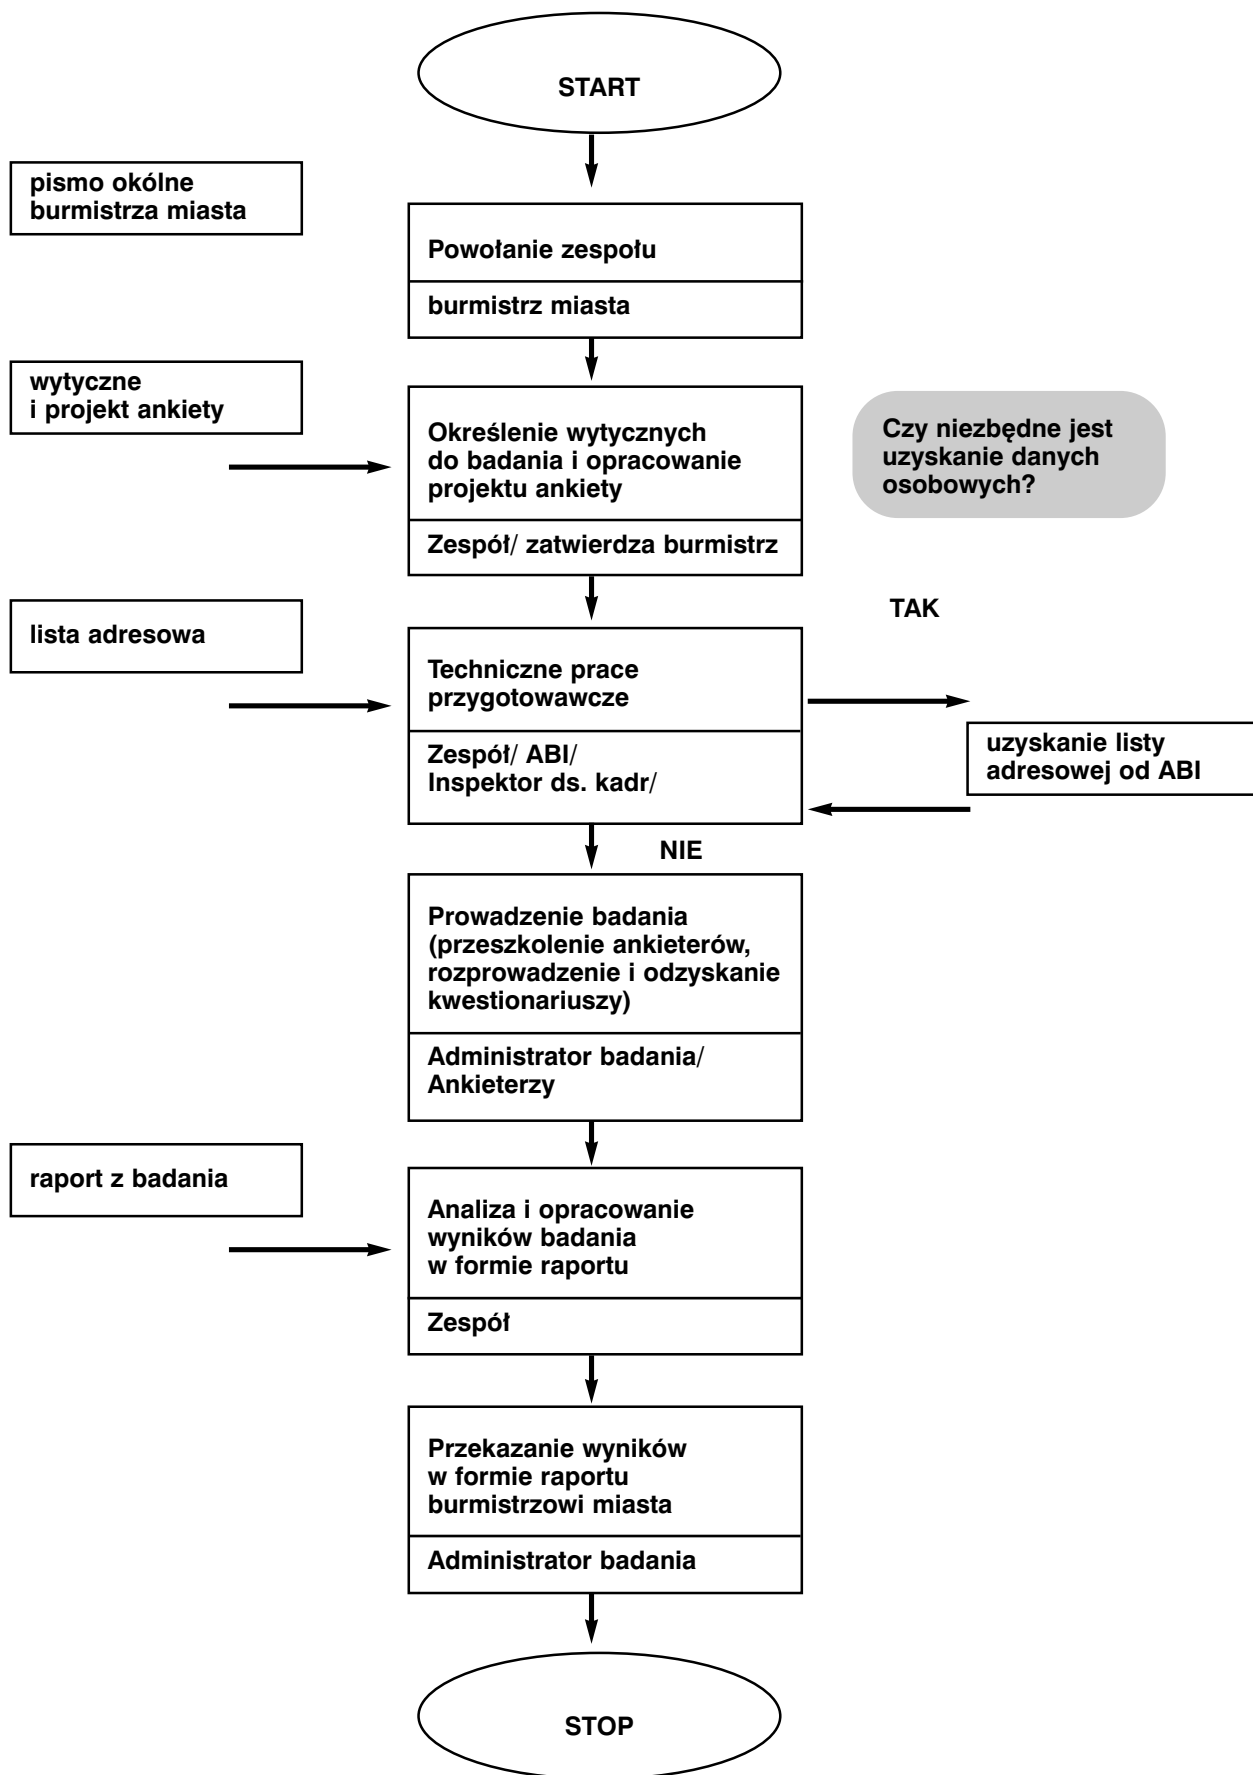 START
pismo okólne
burmistrza miasta
Powołanie zespołu
burmistrz miasta
wytyczne
i projekt ankiety
Określenie wytycznych
do badania i opracowanie
projektu ankiety
Zespół/ zatwierdza burmistrz
Czy niezbędne jest
uzyskanie danych
osobowych?
TAK
lista adresowa
Techniczne prace
przygotowawcze
Zespół/ ABI/
Inspektor ds. kadr/
uzyskanie listy
adresowej od ABI
NIE
Prowadzenie badania
(przeszkolenie ankieterów,
rozprowadzenie i odzyskanie
kwestionariuszy)
Administrator badania/
Ankieterzy
raport z badania
Analiza i opracowanie
wyników badania
w formie raportu
Zespół
Przekazanie wyników
w formie raportu
burmistrzowi miasta
Administrator badania
STOP